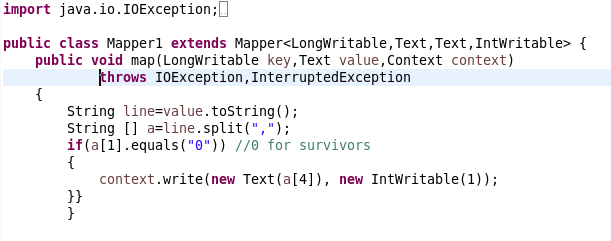 import java.io.IOException;
public class Mapper1 extends Mapper<LongWritable,Text,Text,IntWritable> {
public void map(LongWritable key,Text value,Context context)
throws IOException,InterruptedException
{
String line=value.toString();
String [] a=line.split(",");
if(a[1].equals("0")) //0 for survivors
{
context.write(new Text(a[4]), new IntWritable(1));
}}
}